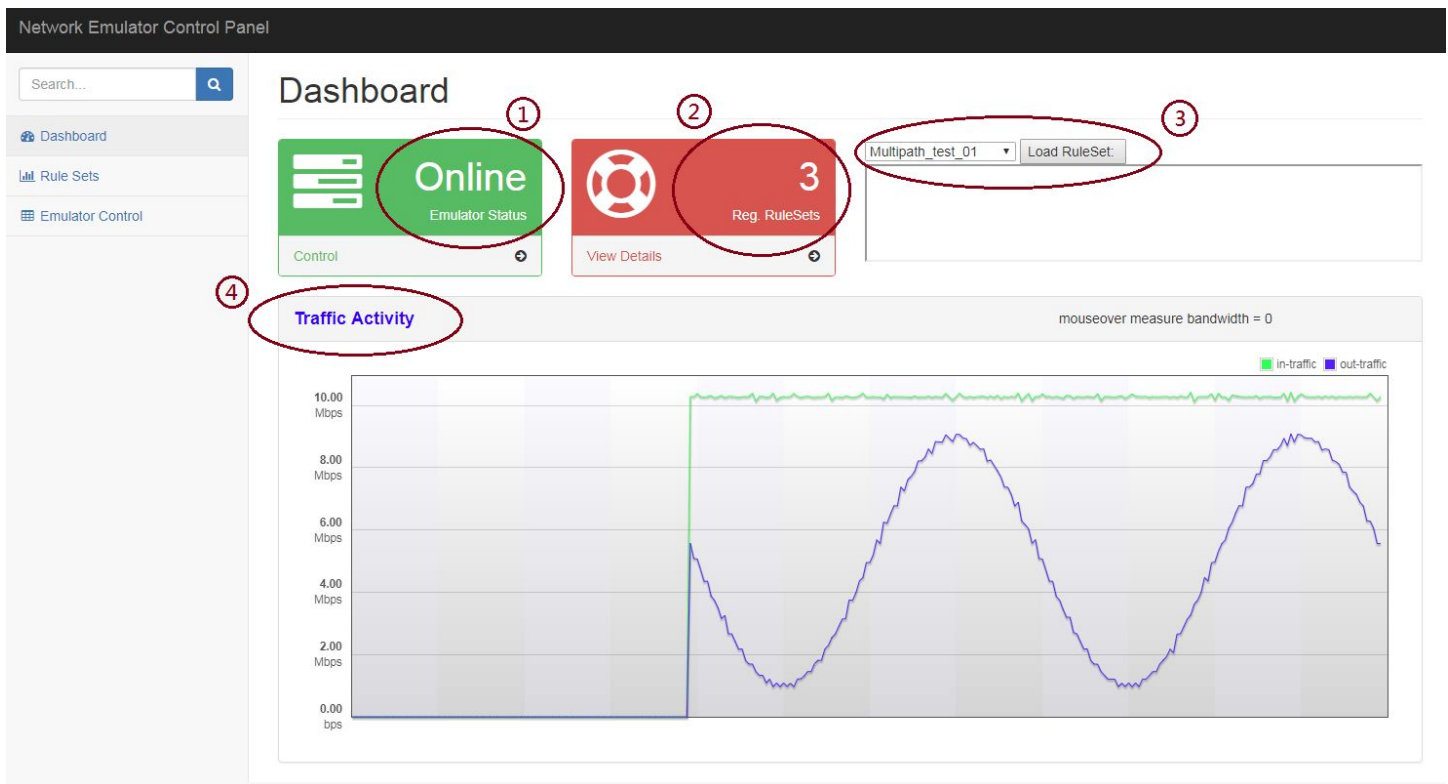 Network Emulator Control Panel
Search...
Dashboard
Rule Sets
Emulator Control
Dashboard
1
Online
Emulator Status
Control
2
3
Reg. RuleSets
View Details
3
Multipath_test_01
Load RuleSet:
4
Traffic Activity
mouseover measure bandwidth = 0
in-traffic
out-traffic
10.00
Mbps
8.00
Mbps
6.00
Mbps
4.00
Mbps
2.00
Mbps
0.00
bps